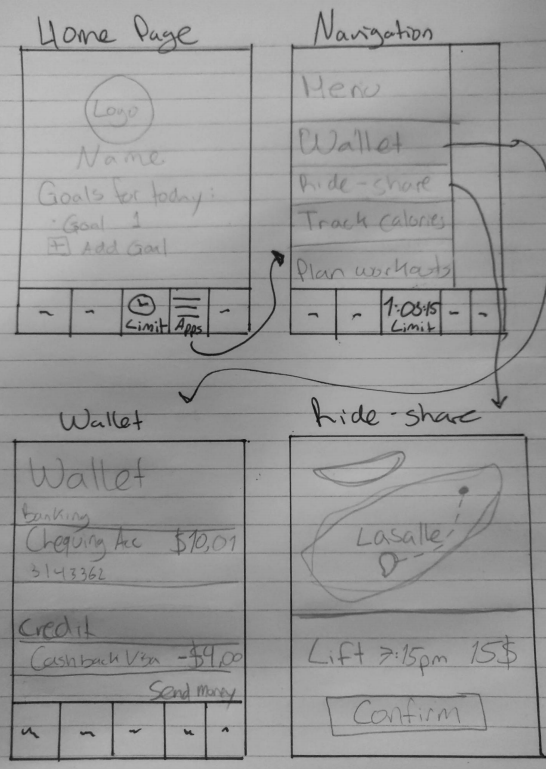 Home Page
Logo
Name
Goals for today:
· Goal 1
+ Add Goal
Limit
Apps
Navigation
Menu
Wallet
Ride-share
Track calories
Plan workouts
1:03:15
Limit
Wallet
Wallet
Banking
Chequing Acc $10,01
3143362
Credit
Cashback Visa -$4,00
Send money
Ride-share
Lasalle
Lift 7:15pm 15$
Confirm